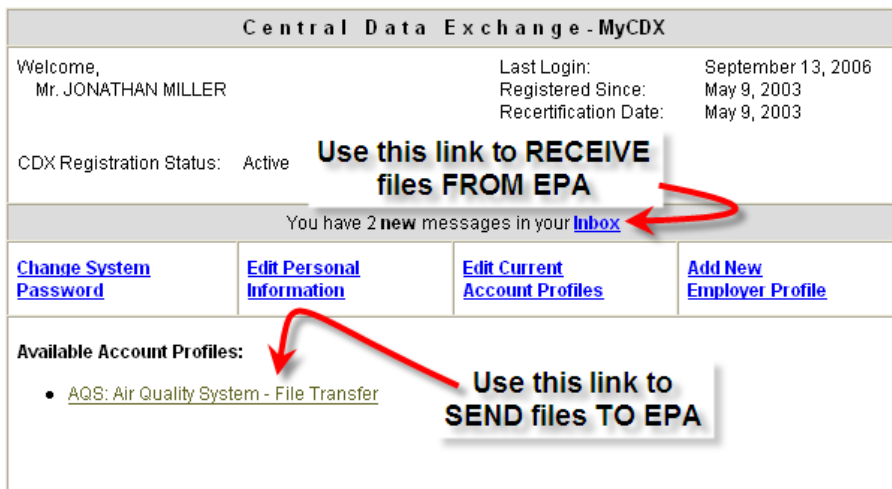 Central Data Exchange - MyCDX
Welcome,
Mr. JONATHAN MILLER
Last Login: September 13, 2006
Registered Since: May 9, 2003
Recertification Date: May 9, 2003
CDX Registration Status: Active
Use this link to RECEIVE
files FROM EPA
You have 2 new messages in your Inbox
Change System
Password
Edit Personal
Information
Edit Current
Account Profiles
Add New
Employer Profile
Available Account Profiles:
• AQS: Air Quality System - File Transfer
Use this link to
SEND files TO EPA